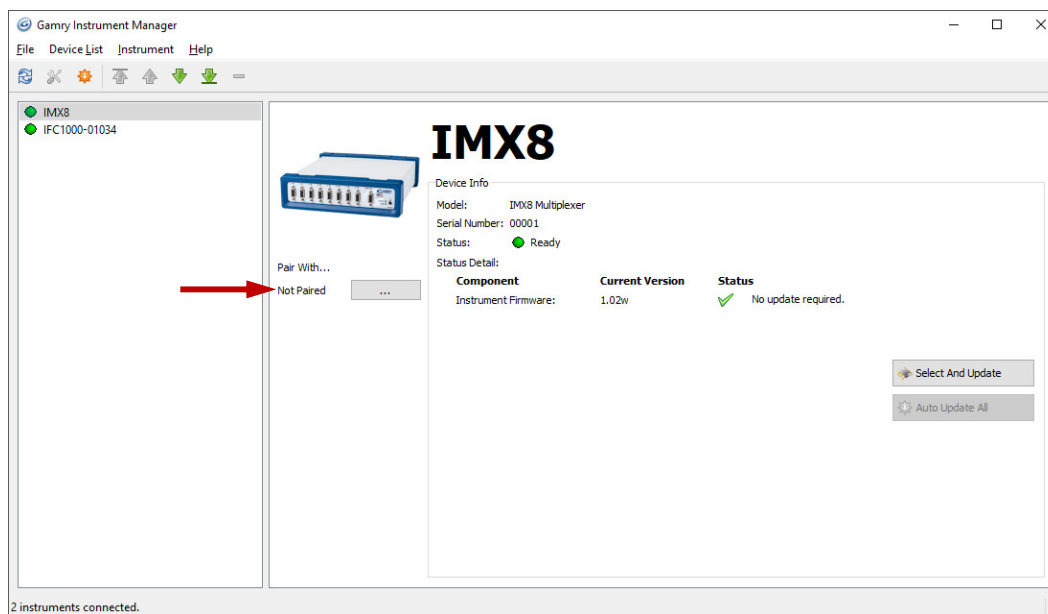 Gamry Instrument Manager
File Device List Instrument Help
IMX8
IFC1000-01034
IMX8
Device Info
Model: IMX8 Multiplexer
Serial Number: 00001
Status: Ready
Status Detail:
Component Current Version Status
Instrument Firmware: 1.02w No update required.
Pair With...
Not Paired ...
Select And Update
Auto Update All
2 instruments connected.